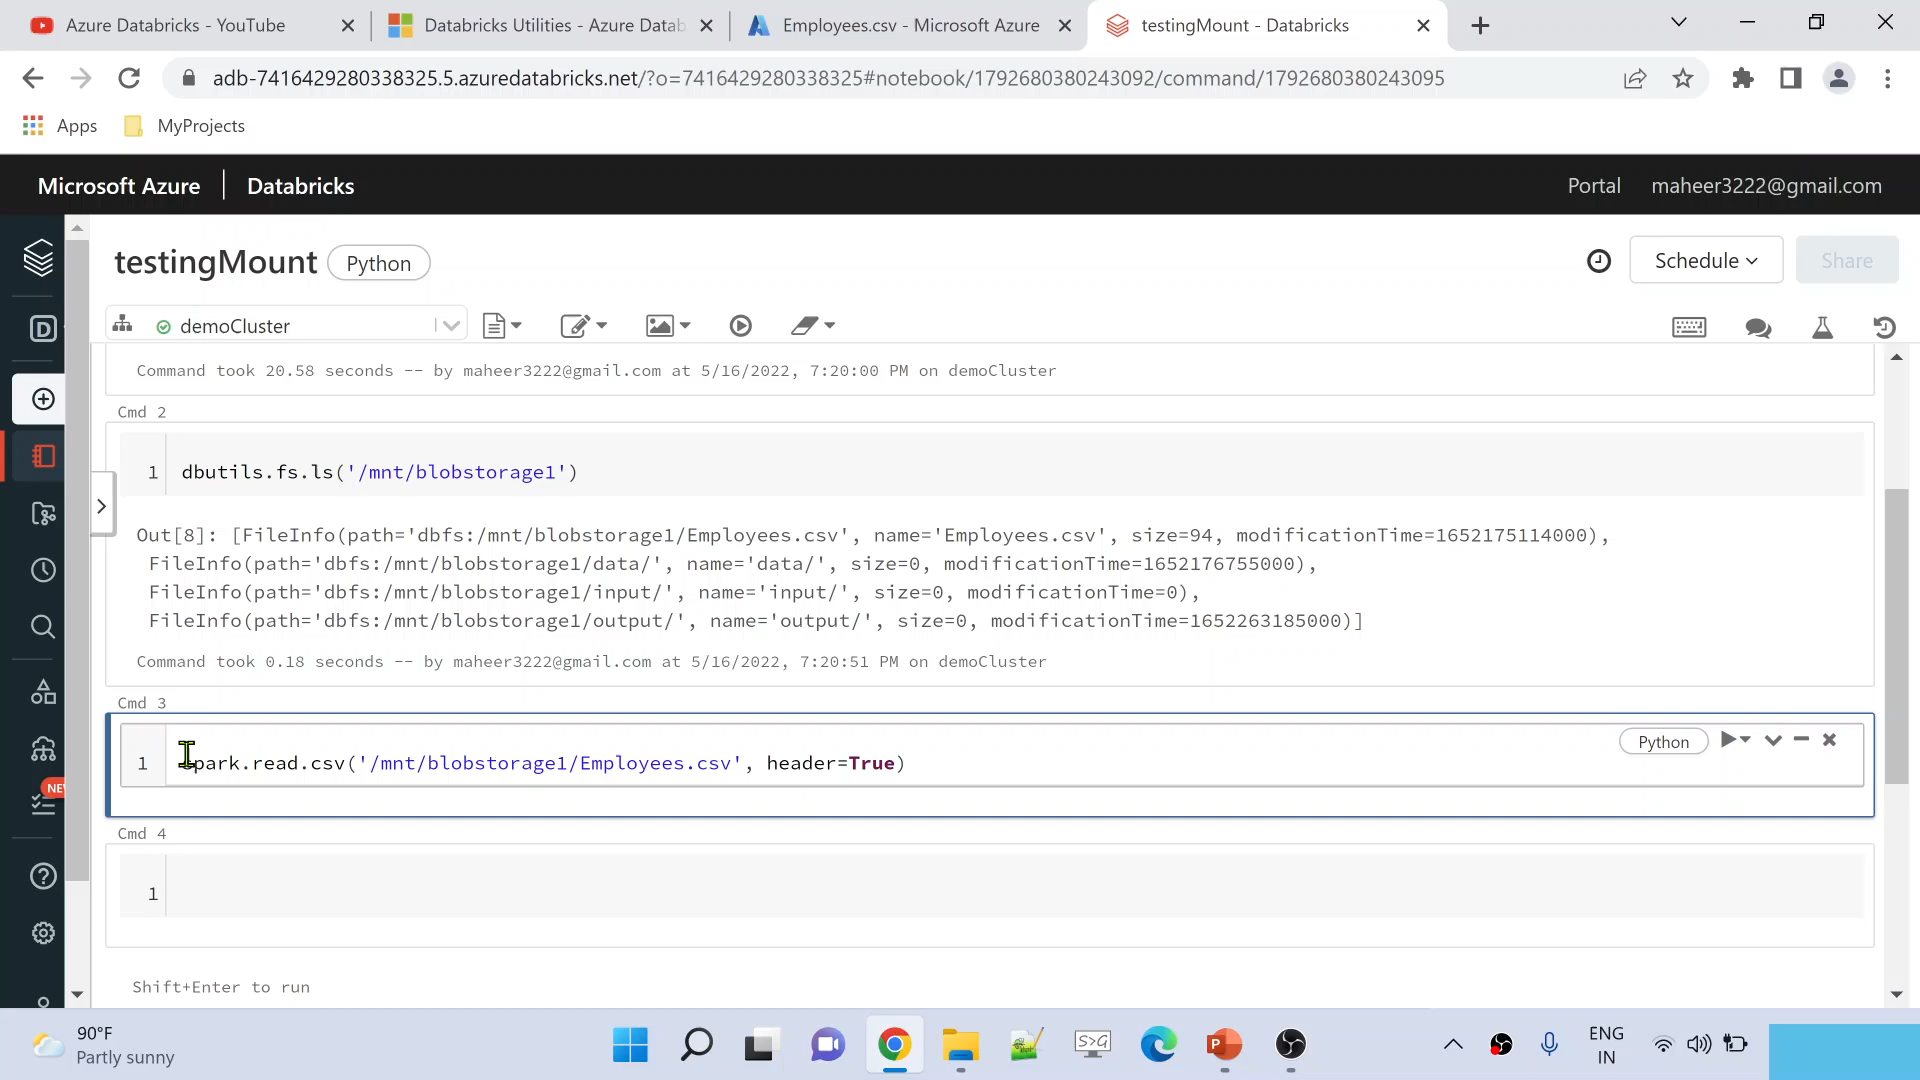 Azure Databricks - YouTube
Databricks Utilities - Azure Datab
Employees.csv - Microsoft Azure
testingMount - Databricks
adb-7416429280338325.5.azuredatabricks.net/?o=7416429280338325#notebook/1792680380243092/command/1792680380243095
Apps
MyProjects
Microsoft Azure
Databricks
Portal
maheer3222@gmail.com
testingMount
Python
Schedule
Share
D
demoCluster
Command took 20.58 seconds -- by maheer3222@gmail.com at 5/16/2022, 7:20:00 PM on demoCluster
Cmd 2
1 dbutils.fs.ls('/mnt/blobstorage1')
Out[8]: [FileInfo(path='dbfs:/mnt/blobstorage1/Employees.csv', name='Employees.csv', size=94, modificationTime=1652175114000),
FileInfo(path='dbfs:/mnt/blobstorage1/data/', name='data/', size=0, modificationTime=1652176755000),
FileInfo(path='dbfs:/mnt/blobstorage1/input/', name='input/', size=0, modificationTime=0),
FileInfo(path='dbfs:/mnt/blobstorage1/output/', name='output/', size=0, modificationTime=1652263185000)]
Command took 0.18 seconds -- by maheer3222@gmail.com at 5/16/2022, 7:20:51 PM on demoCluster
Cmd 3
1 spark.read.csv('/mnt/blobstorage1/Employees.csv', header=True)
Python
NE
Cmd 4
1
Shift+Enter to run
90°F
Partly sunny
S>G
P
ENG
IN